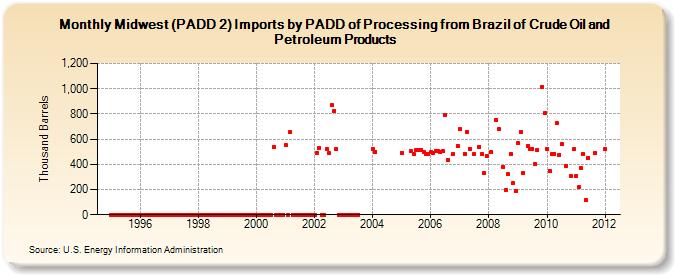 Monthly Midwest (PADD 2) Imports by PADD of Processing from Brazil of Crude Oil and
Petroleum Products
Thousand Barrels
1,200
1,000
800
600
400
200
0
1996 1998 2000 2002 2004 2006 2008 2010 2012
Source: U.S. Energy Information Administration